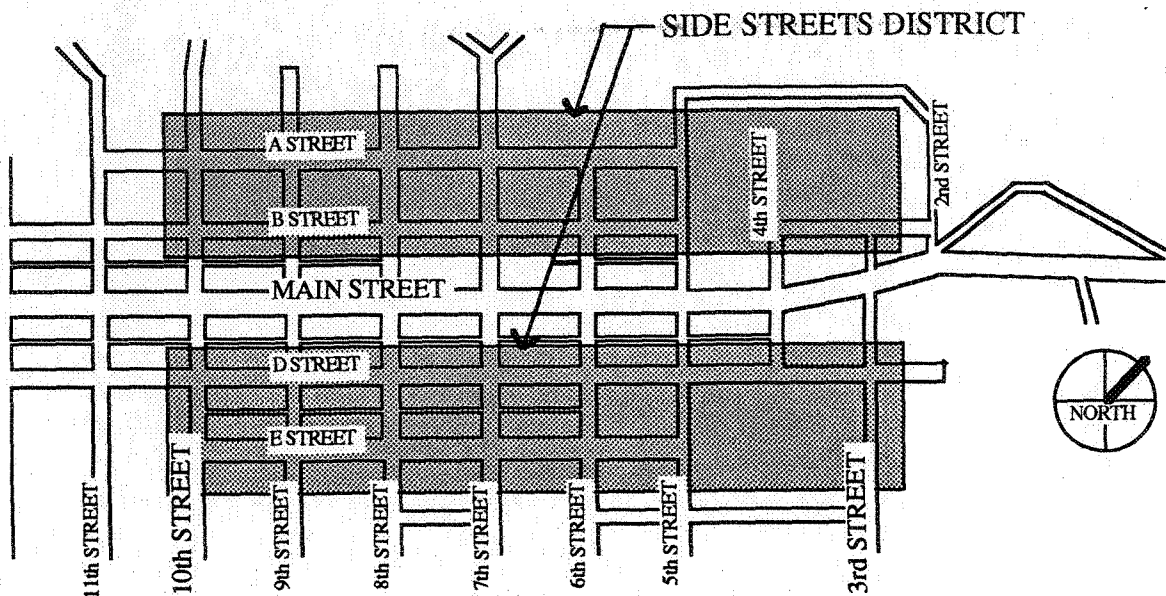 SIDE STREETS DISTRICT
A STREET
4th STREET
2nd STREET
B STREET
MAIN STREET
D STREET
NORTH
E STREET
11th STREET
10th STREET
9th STREET
8th STREET
7th STREET
6th STREET
5th STREET
3rd STREET